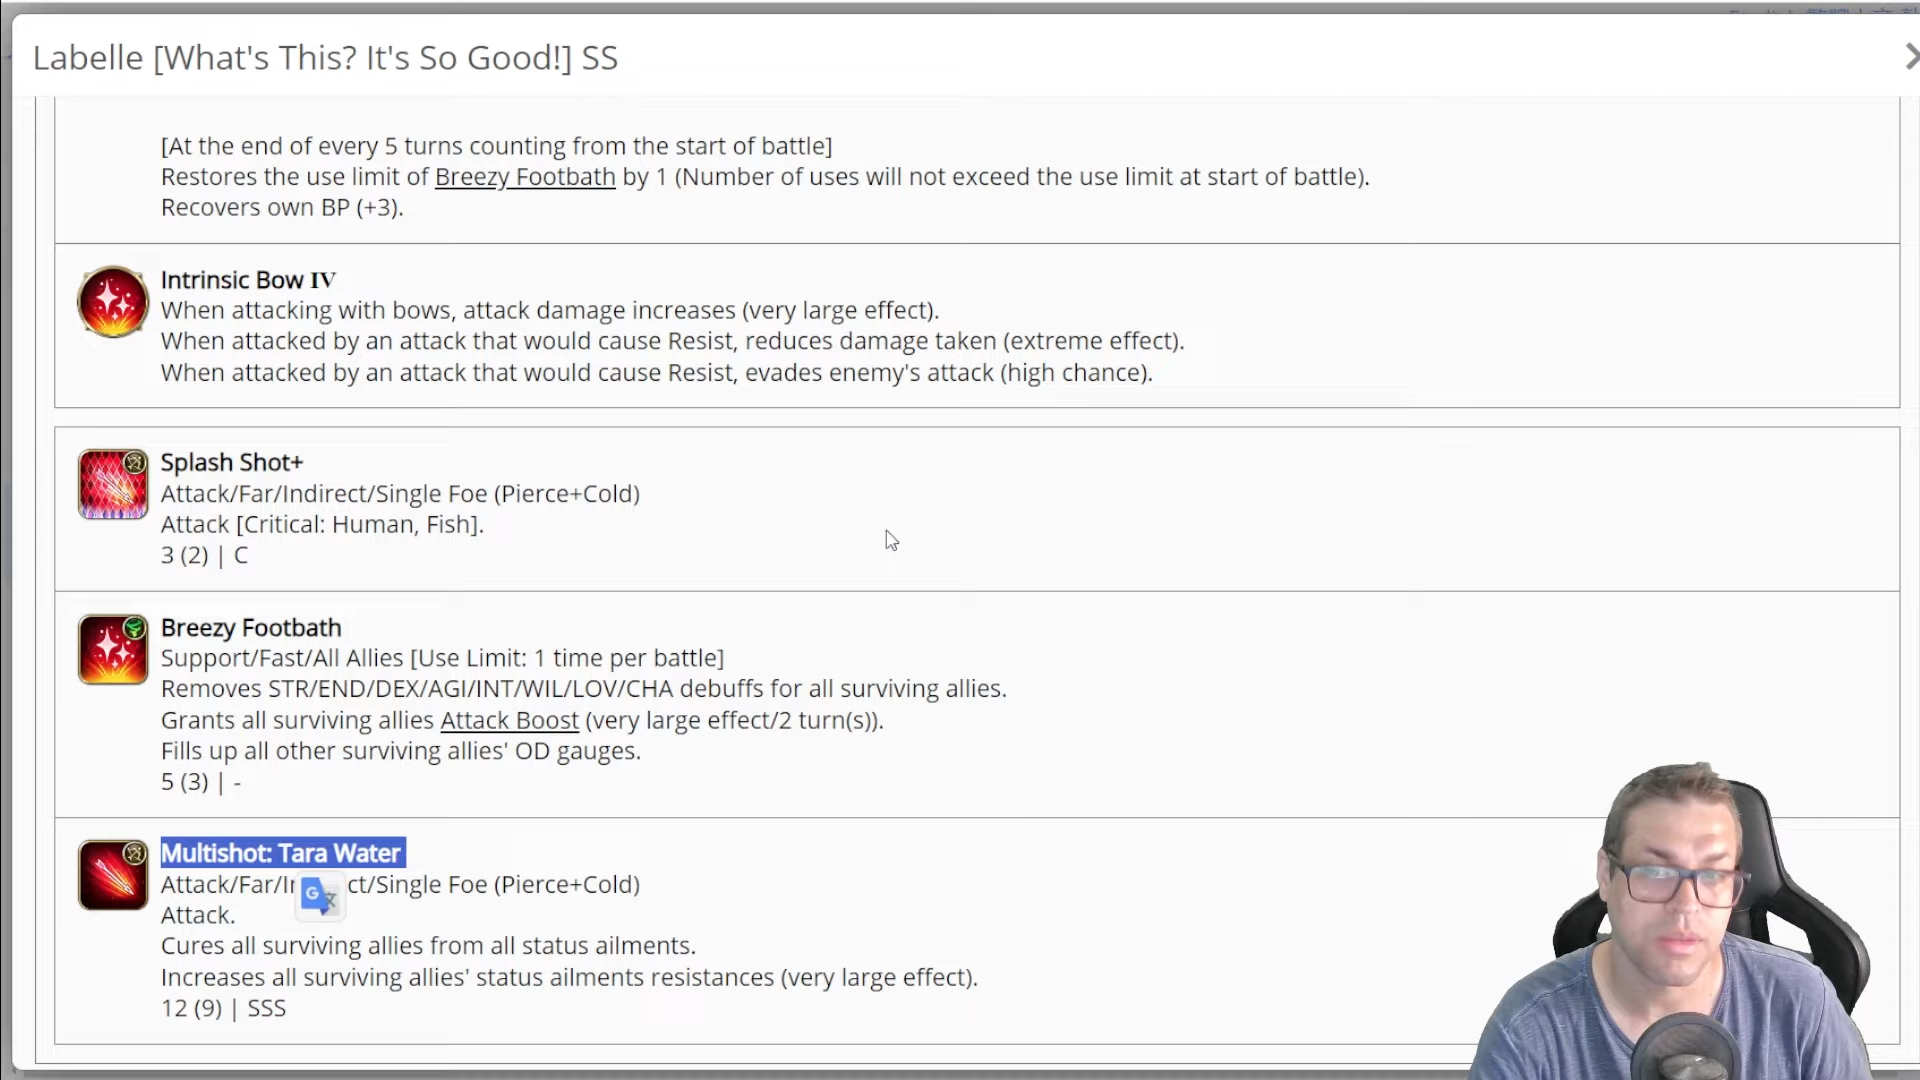 Labelle [What's This? It's So Good!] SS
[At the end of every 5 turns counting from the start of battle]
Restores the use limit of Breezy Footbath by 1 (Number of uses will not exceed the use limit at start of battle).
Recovers own BP (+3).
Intrinsic Bow IV
When attacking with bows, attack damage increases (very large effect).
When attacked by an attack that would cause Resist, reduces damage taken (extreme effect).
When attacked by an attack that would cause Resist, evades enemy's attack (high chance).
Splash Shot+
Attack/Far/Indirect/Single Foe (Pierce+Cold)
Attack [Critical: Human, Fish].
3 (2) | C
Breezy Footbath
Support/Fast/All Allies [Use Limit: 1 time per battle]
Removes STR/END/DEX/AGI/INT/WIL/LOV/CHA debuffs for all surviving allies.
Grants all surviving allies Attack Boost (very large effect/2 turn(s)).
Fills up all other surviving allies' OD gauges.
5 (3) | -
Multishot: Tara Water
Attack/Far/In ct/Single Foe (Pierce+Cold)
Attack.
Cures all surviving allies from all status ailments.
Increases all surviving allies' status ailments resistances (very large effect).
12 (9) | SSS